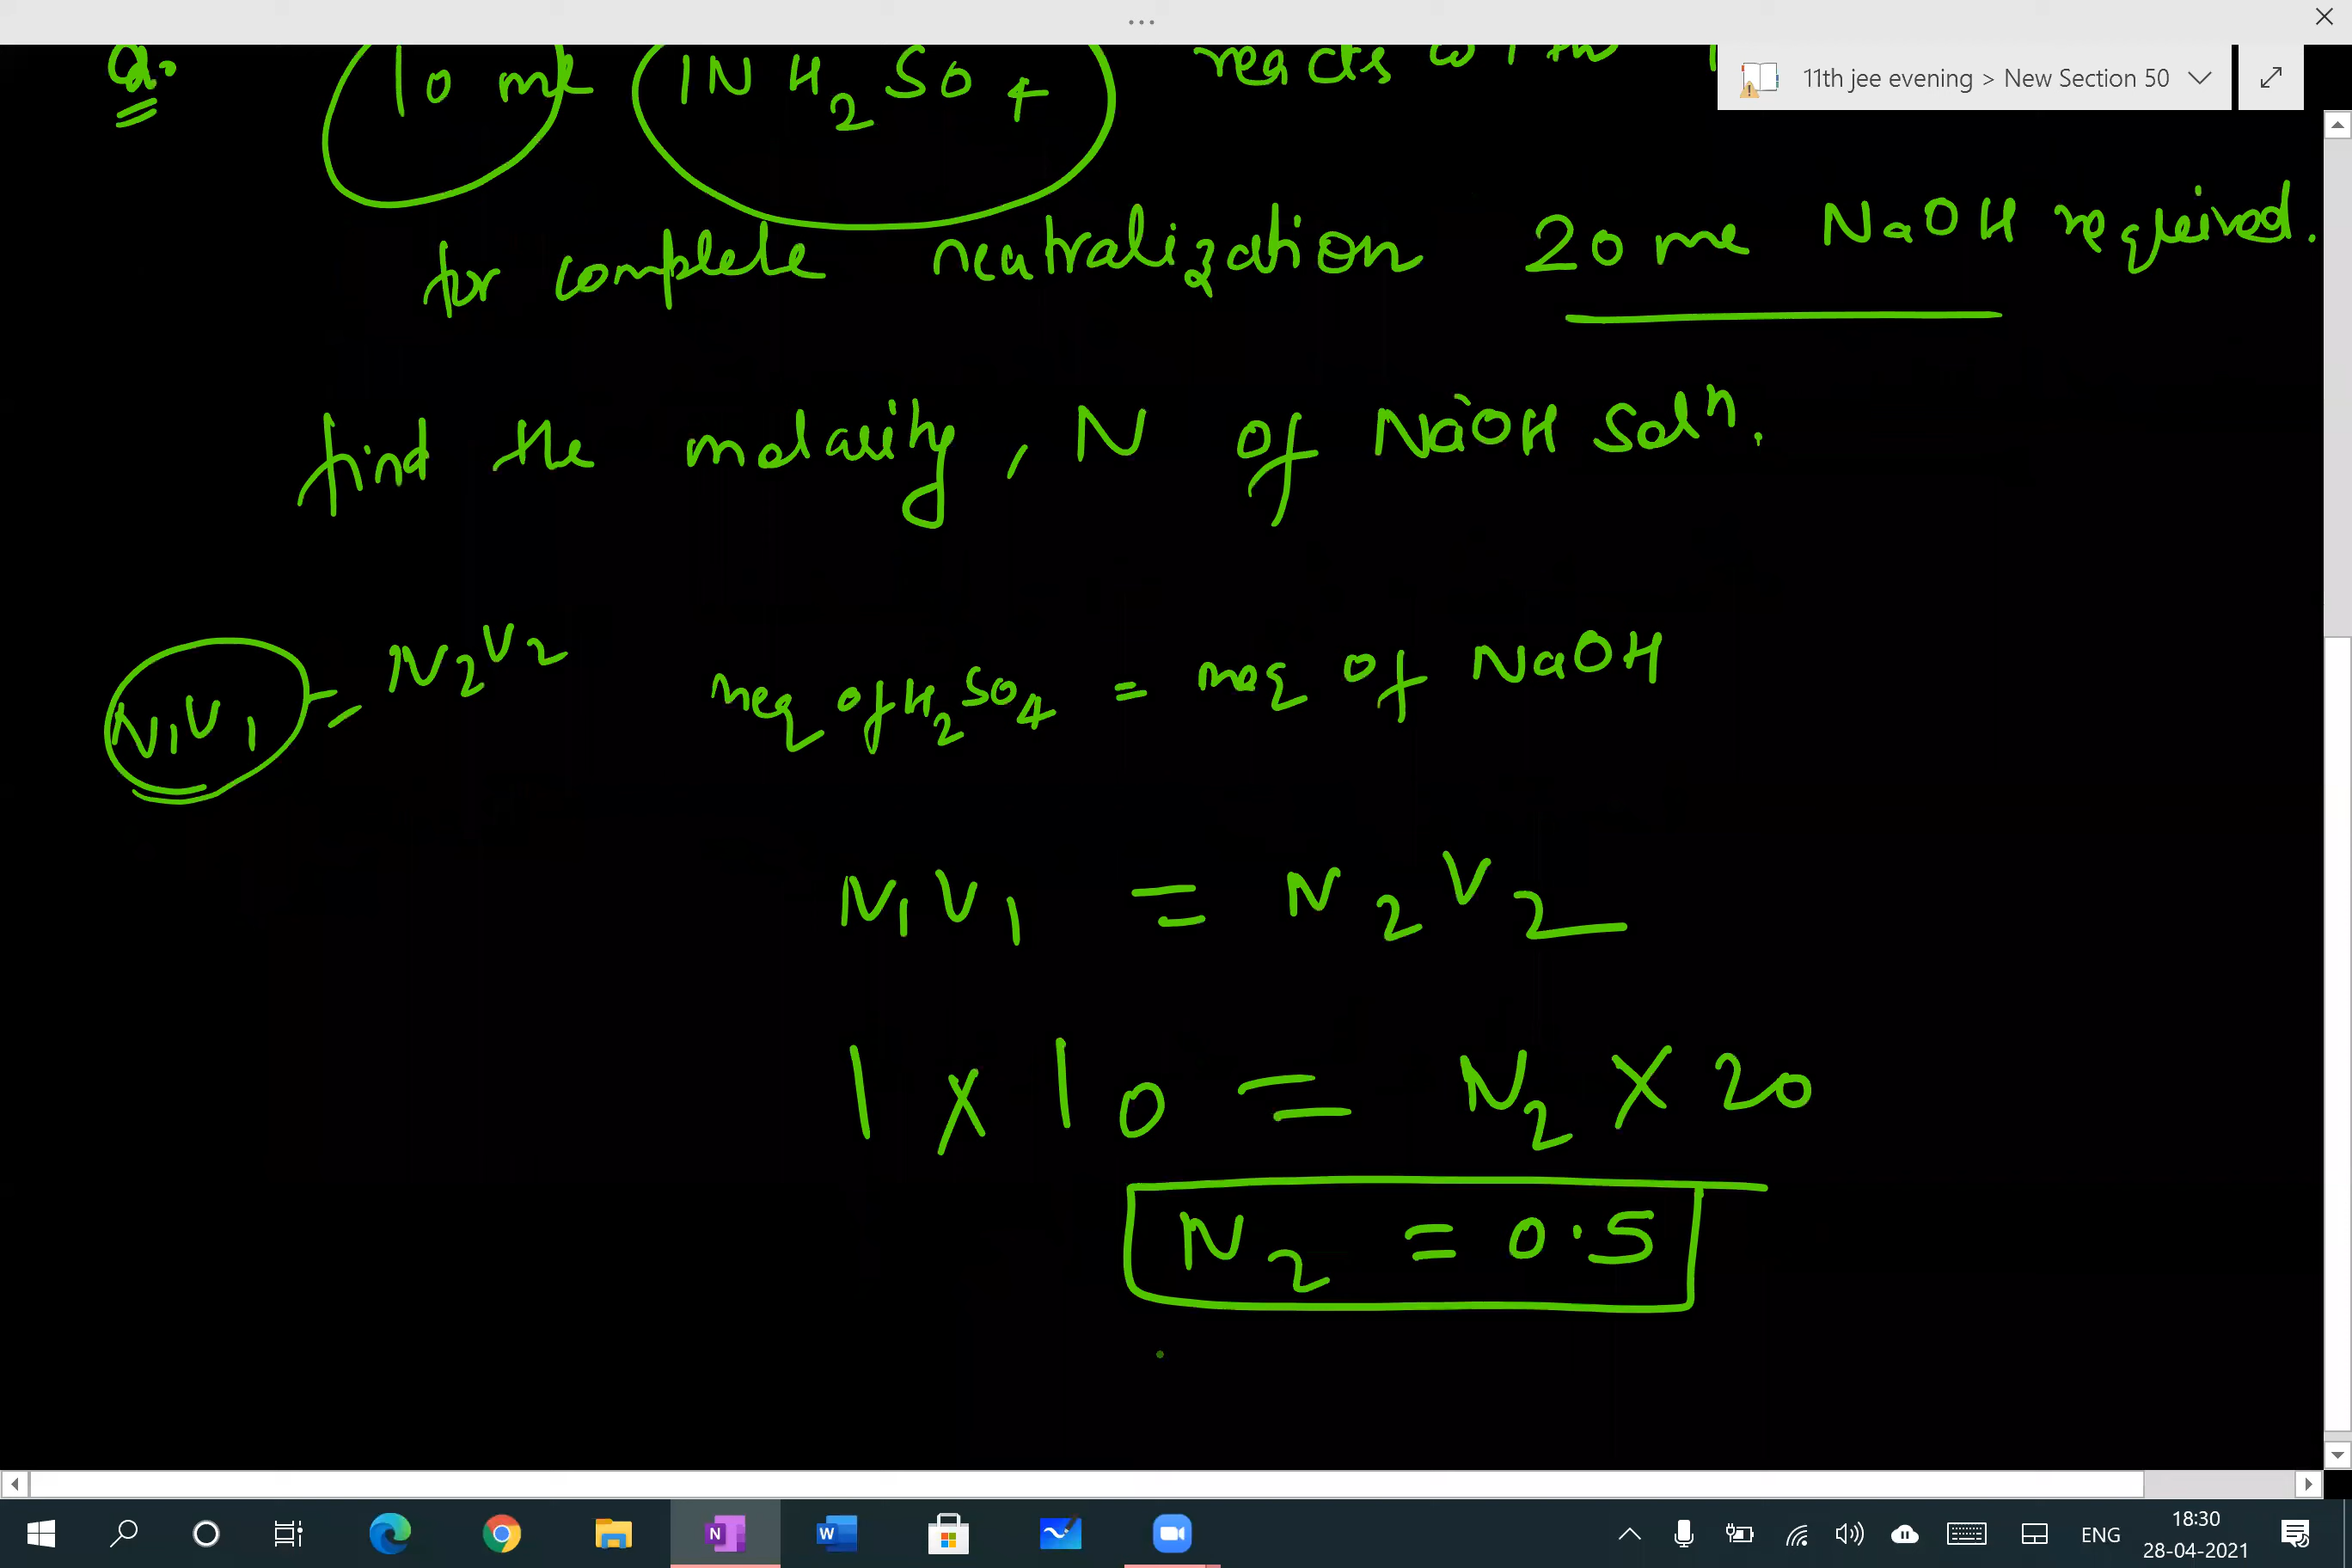 ...
11th jee evening > New Section 50
Q. 10 ml 1N H2SO4 reacts with
for complete neutralization 20 ml NaOH required.
find the molarity, N of NaOH Solⁿ.
N1V1 = N2V2
meq of H2SO4 = meq of NaOH
N1V1 = N2V2
1 X 10 = N2 X 20
N2 = 0.5
ENG
18:30
28-04-2021